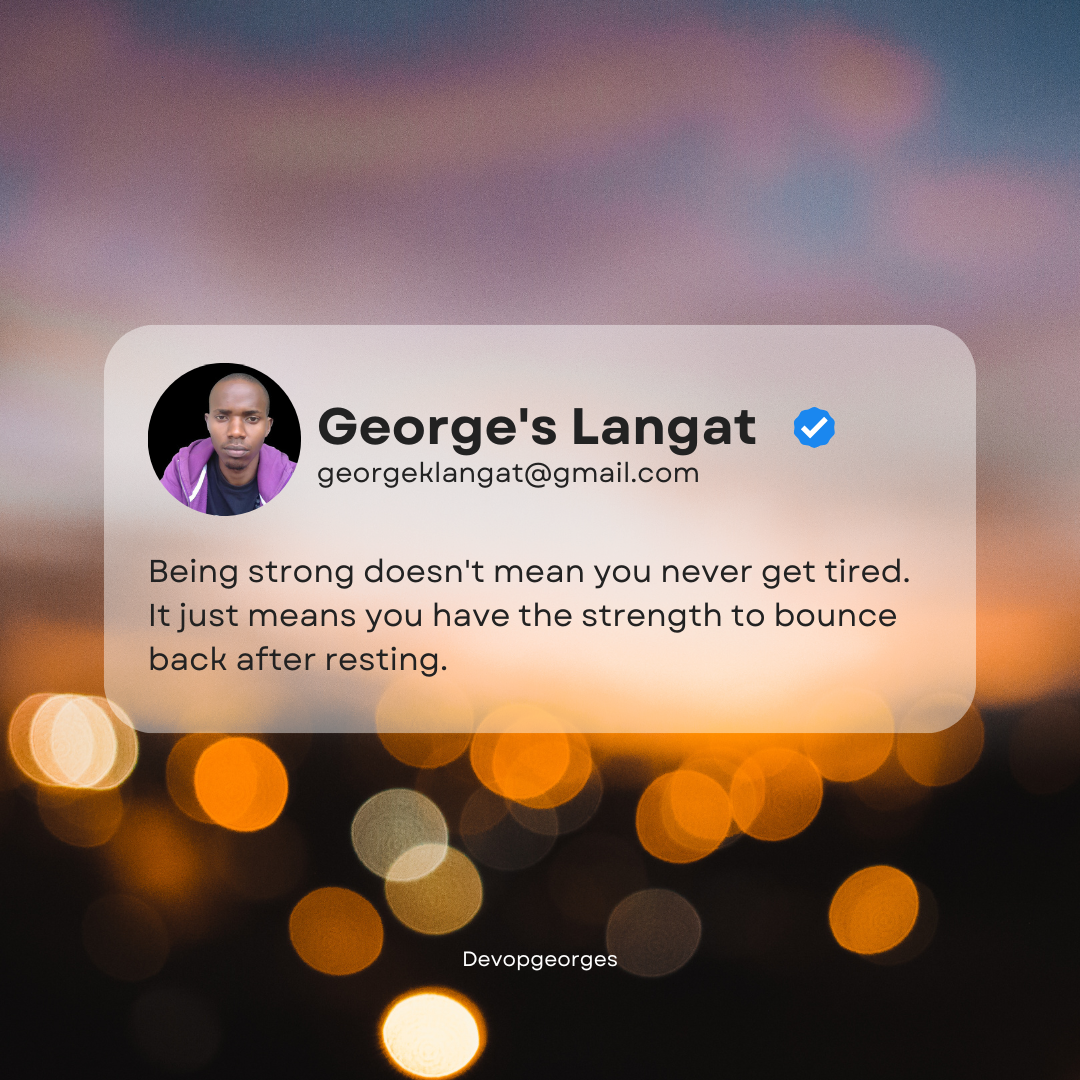 George's Langat
georgeklangat@gmail.com
Being strong doesn't mean you never get tired.
It just means you have the strength to bounce
back after resting.
Devopgeorges